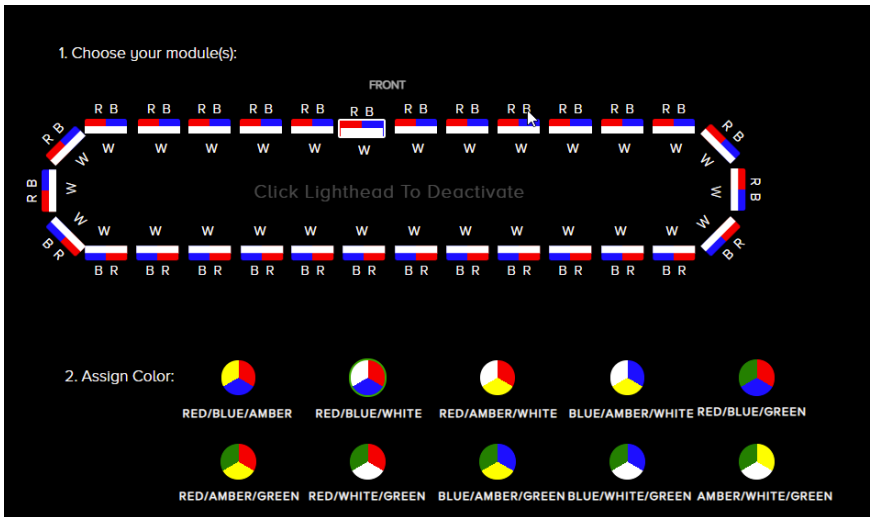 1. Choose your module(s):
FRONT
R B R B R B R B R B R B R B R B R B R B R B R B
R B R B
W W W W W W W W W W W W
W W
R B W Click Lighthead To Deactivate W R B
W W
W W W W W W W W W W W W
B R B R
B R B R B R B R B R B R B R B R B R B R B R B R
2. Assign Color:
RED/BLUE/AMBER RED/BLUE/WHITE RED/AMBER/WHITE BLUE/AMBER/WHITE RED/BLUE/GREEN
RED/AMBER/GREEN RED/WHITE/GREEN BLUE/AMBER/GREEN BLUE/WHITE/GREEN AMBER/WHITE/GREEN